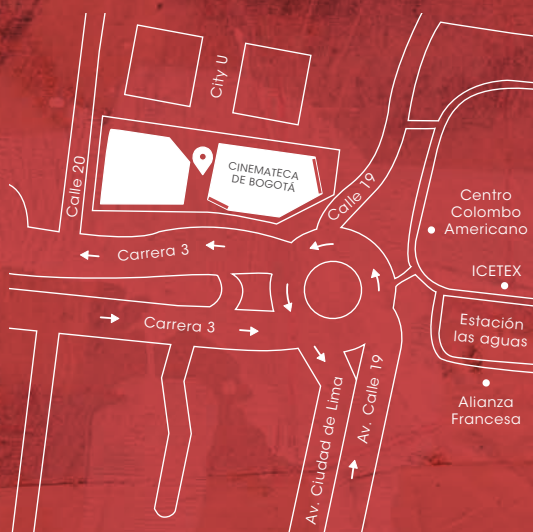 City U
Calle 20
CINEMATECA
DE BOGOTÁ
Calle 19
Centro
Colombo
Americano
Carrera 3
ICETEX
Carrera 3
Estación
las aguas
Av. Ciudad de Lima
Av. Calle 19
Alianza
Francesa